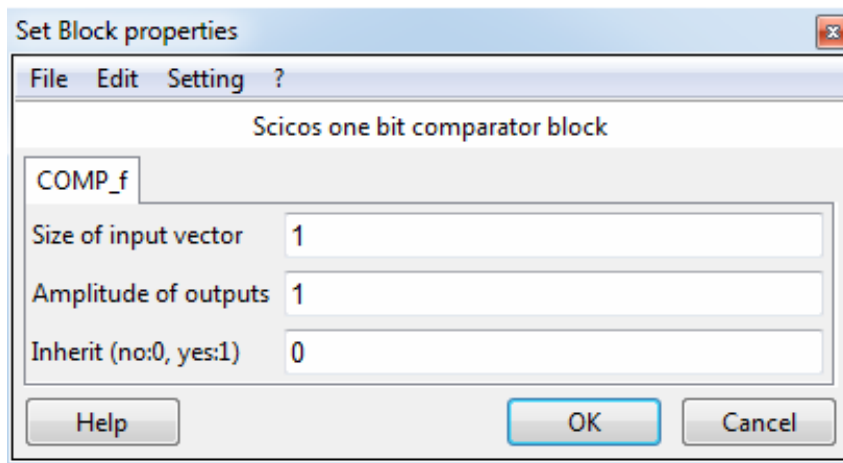 Set Block properties
File Edit Setting ?
Scicos one bit comparator block
COMP_f
Size of input vector 1
Amplitude of outputs 1
Inherit (no:0, yes:1) 0
Help OK Cancel